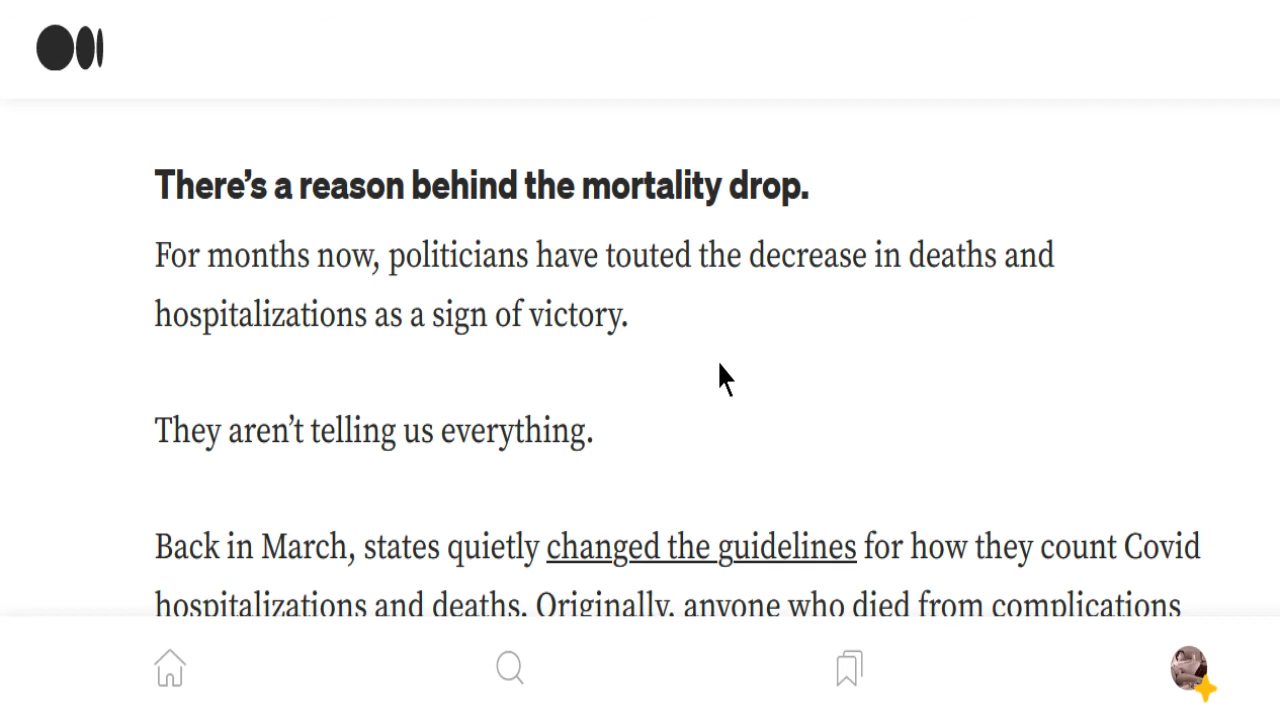 There’s a reason behind the mortality drop.
For months now, politicians have touted the decrease in deaths and
hospitalizations as a sign of victory.
They aren’t telling us everything.
Back in March, states quietly changed the guidelines for how they count Covid
hospitalizations and deaths. Originally, anyone who died from complications